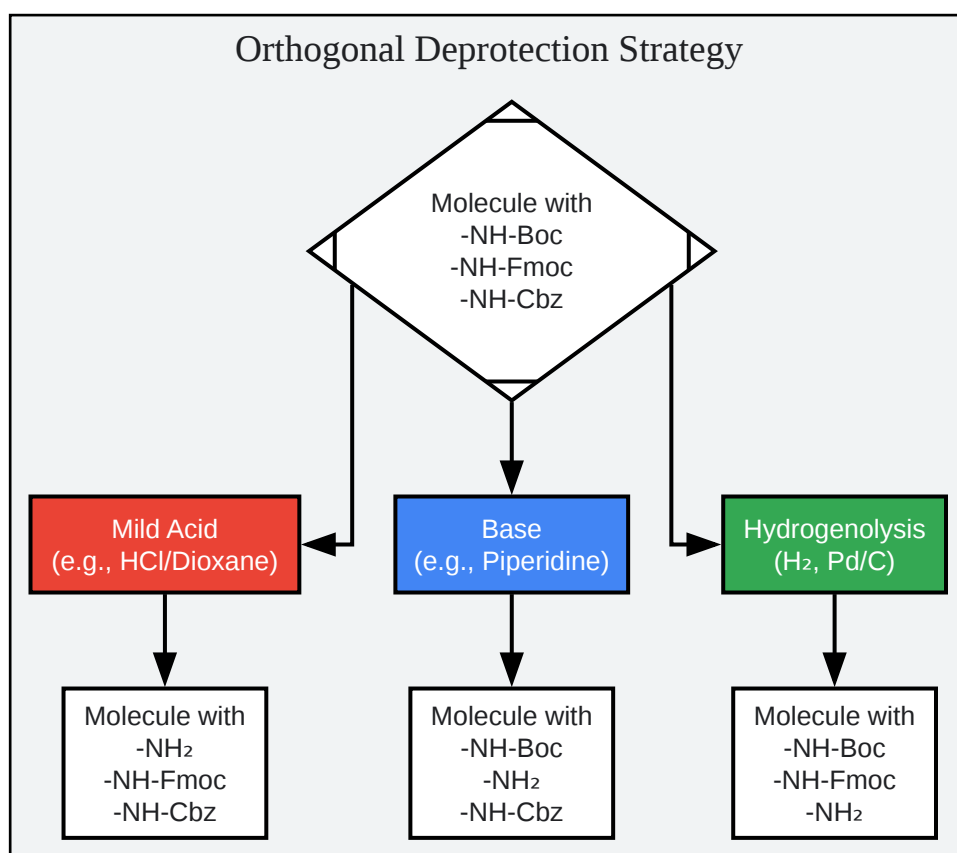 Orthogonal Deprotection Strategy
Molecule with
-NH-Boc
-NH-Fmoc
-NH-Cbz
Mild Acid
(e.g., HCl/Dioxane)
Base
(e.g., Piperidine)
Hydrogenolysis
(H₂, Pd/C)
Molecule with
-NH₂
-NH-Fmoc
-NH-Cbz
Molecule with
-NH-Boc
-NH₂
-NH-Cbz
Molecule with
-NH-Boc
-NH-Fmoc
-NH₂